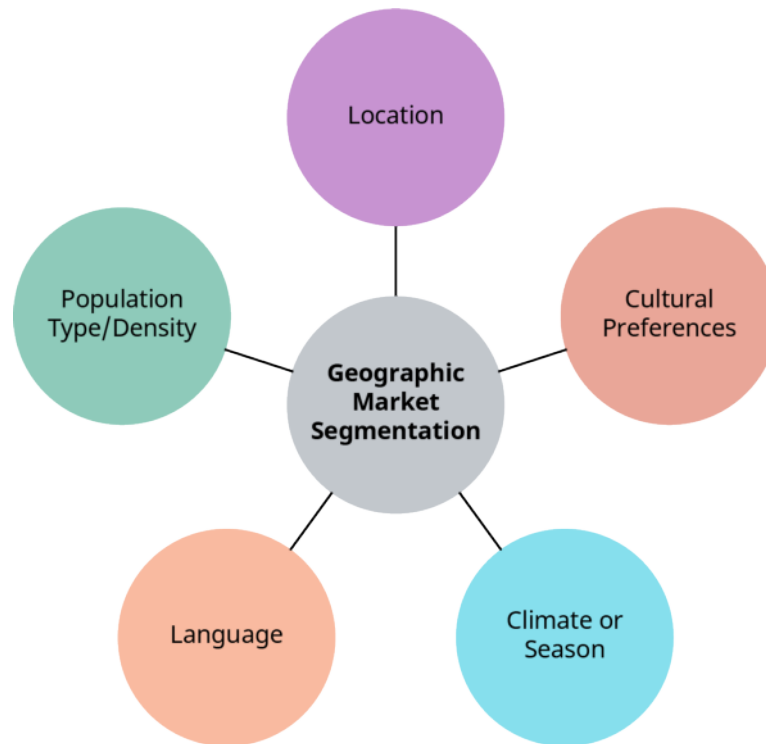 Location
Population
Type/Density
Cultural
Preferences
Geographic
Market
Segmentation
Language
Climate or
Season